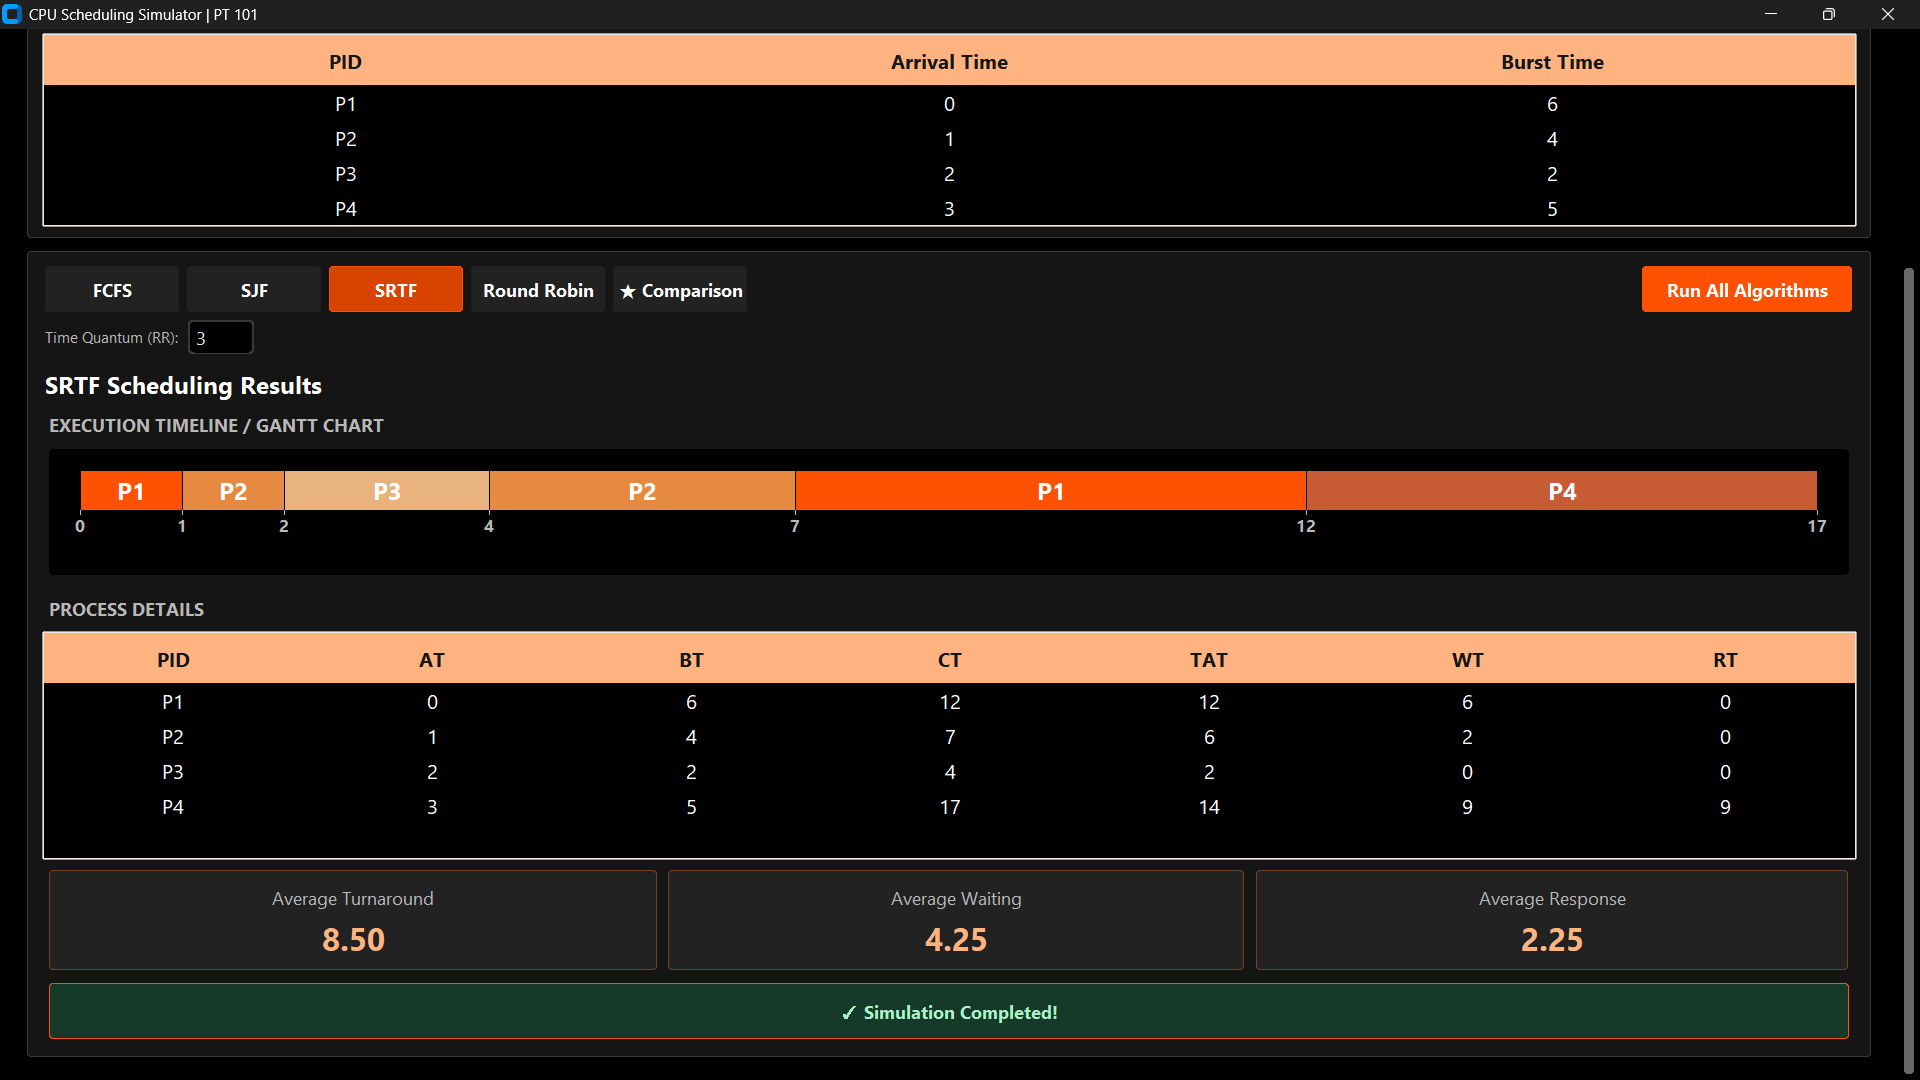 CPU Scheduling Simulator | PT 101
PID Arrival Time Burst Time
P1 0 6
P2 1 4
P3 2 2
P4 3 5
FCFS SJF SRTF Round Robin ★ Comparison Run All Algorithms
Time Quantum (RR): 3
SRTF Scheduling Results
EXECUTION TIMELINE / GANTT CHART
P1 P2 P3 P2 P1 P4
0 1 2 4 7 12 17
PROCESS DETAILS
PID AT BT CT TAT WT RT
P1 0 6 12 12 6 0
P2 1 4 7 6 2 0
P3 2 2 4 2 0 0
P4 3 5 17 14 9 9
Average Turnaround Average Waiting Average Response
8.50 4.25 2.25
✓ Simulation Completed!